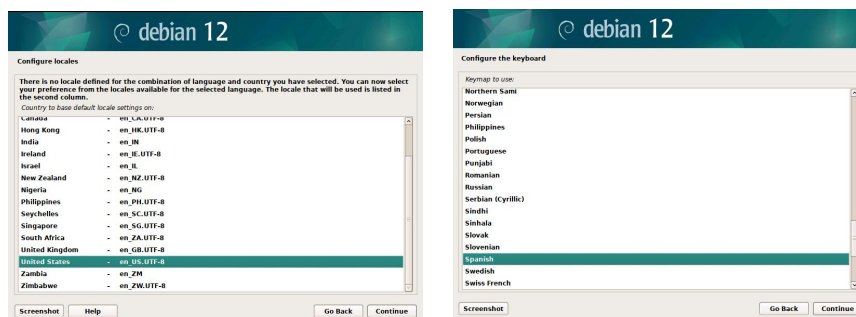 debian 12
Configure locales
There is no locale defined for the combination of language and country you have selected. You can now select
your preference from the locales available for the selected language. The locale that will be used is listed in
the second column.
Country to base default locale settings on:
Canada - en_CA.UTF-8
Hong Kong - en_HK.UTF-8
India - en_IN
Ireland - en_IE.UTF-8
Israel - en_IL
New Zealand - en_NZ.UTF-8
Nigeria - en_NG
Philippines - en_PH.UTF-8
Seychelles - en_SC.UTF-8
Singapore - en_SG.UTF-8
South Africa - en_ZA.UTF-8
United Kingdom - en_GB.UTF-8
United States - en_US.UTF-8
Zambia - en_ZM
Zimbabwe - en_ZW.UTF-8
Screenshot Help Go Back Continue
debian 12
Configure the keyboard
Keymap to use:
Northern Sami
Norwegian
Persian
Philippines
Polish
Portuguese
Punjabi
Romanian
Russian
Serbian (Cyrillic)
Sindhi
Sinhala
Slovak
Slovenian
Spanish
Swedish
Swiss French
Screenshot Go Back Continue